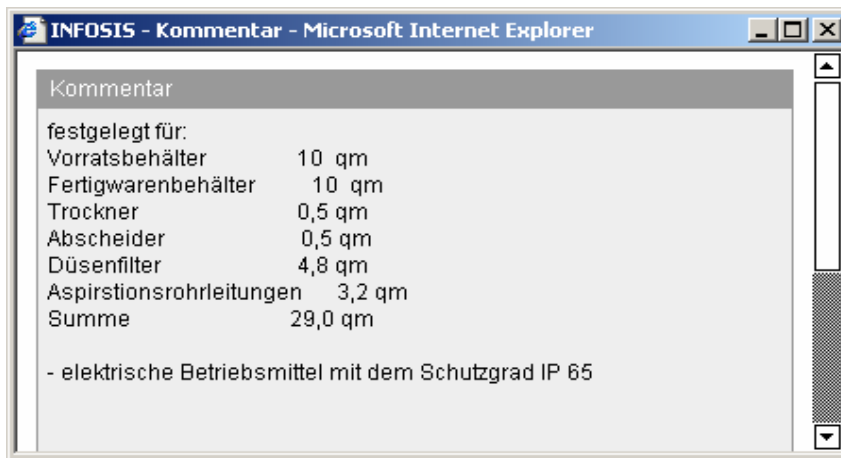 INFOSIS - Kommentar - Microsoft Internet Explorer
Kommentar
festgelegt für:
Vorratsbehälter 10 qm
Fertigwarenbehälter 10 qm
Trockner 0,5 qm
Abscheider 0,5 qm
Düsenfilter 4,8 qm
Aspirstionsrohrleitungen 3,2 qm
Summe 29,0 qm
- elektrische Betriebsmittel mit dem Schutzgrad IP 65